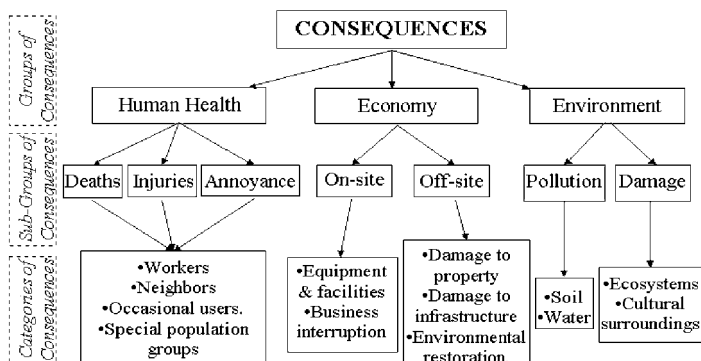 CONSEQUENCES
Groups of
Consequences
Human Health
Economy
Environment
Sub-Groups of
Consequences
Deaths
Injuries
Annoyance
On-site
Off-site
Pollution
Damage
Categories of
Consequences
•Workers
•Neighbors
•Occasional users.
•Special population
groups
•Equipment
& facilities
•Business
interruption
•Damage to
property
•Damage to
infrastructure
•Environmental
restoration
•Soil
•Water
•Ecosystems
•Cultural
surroundings